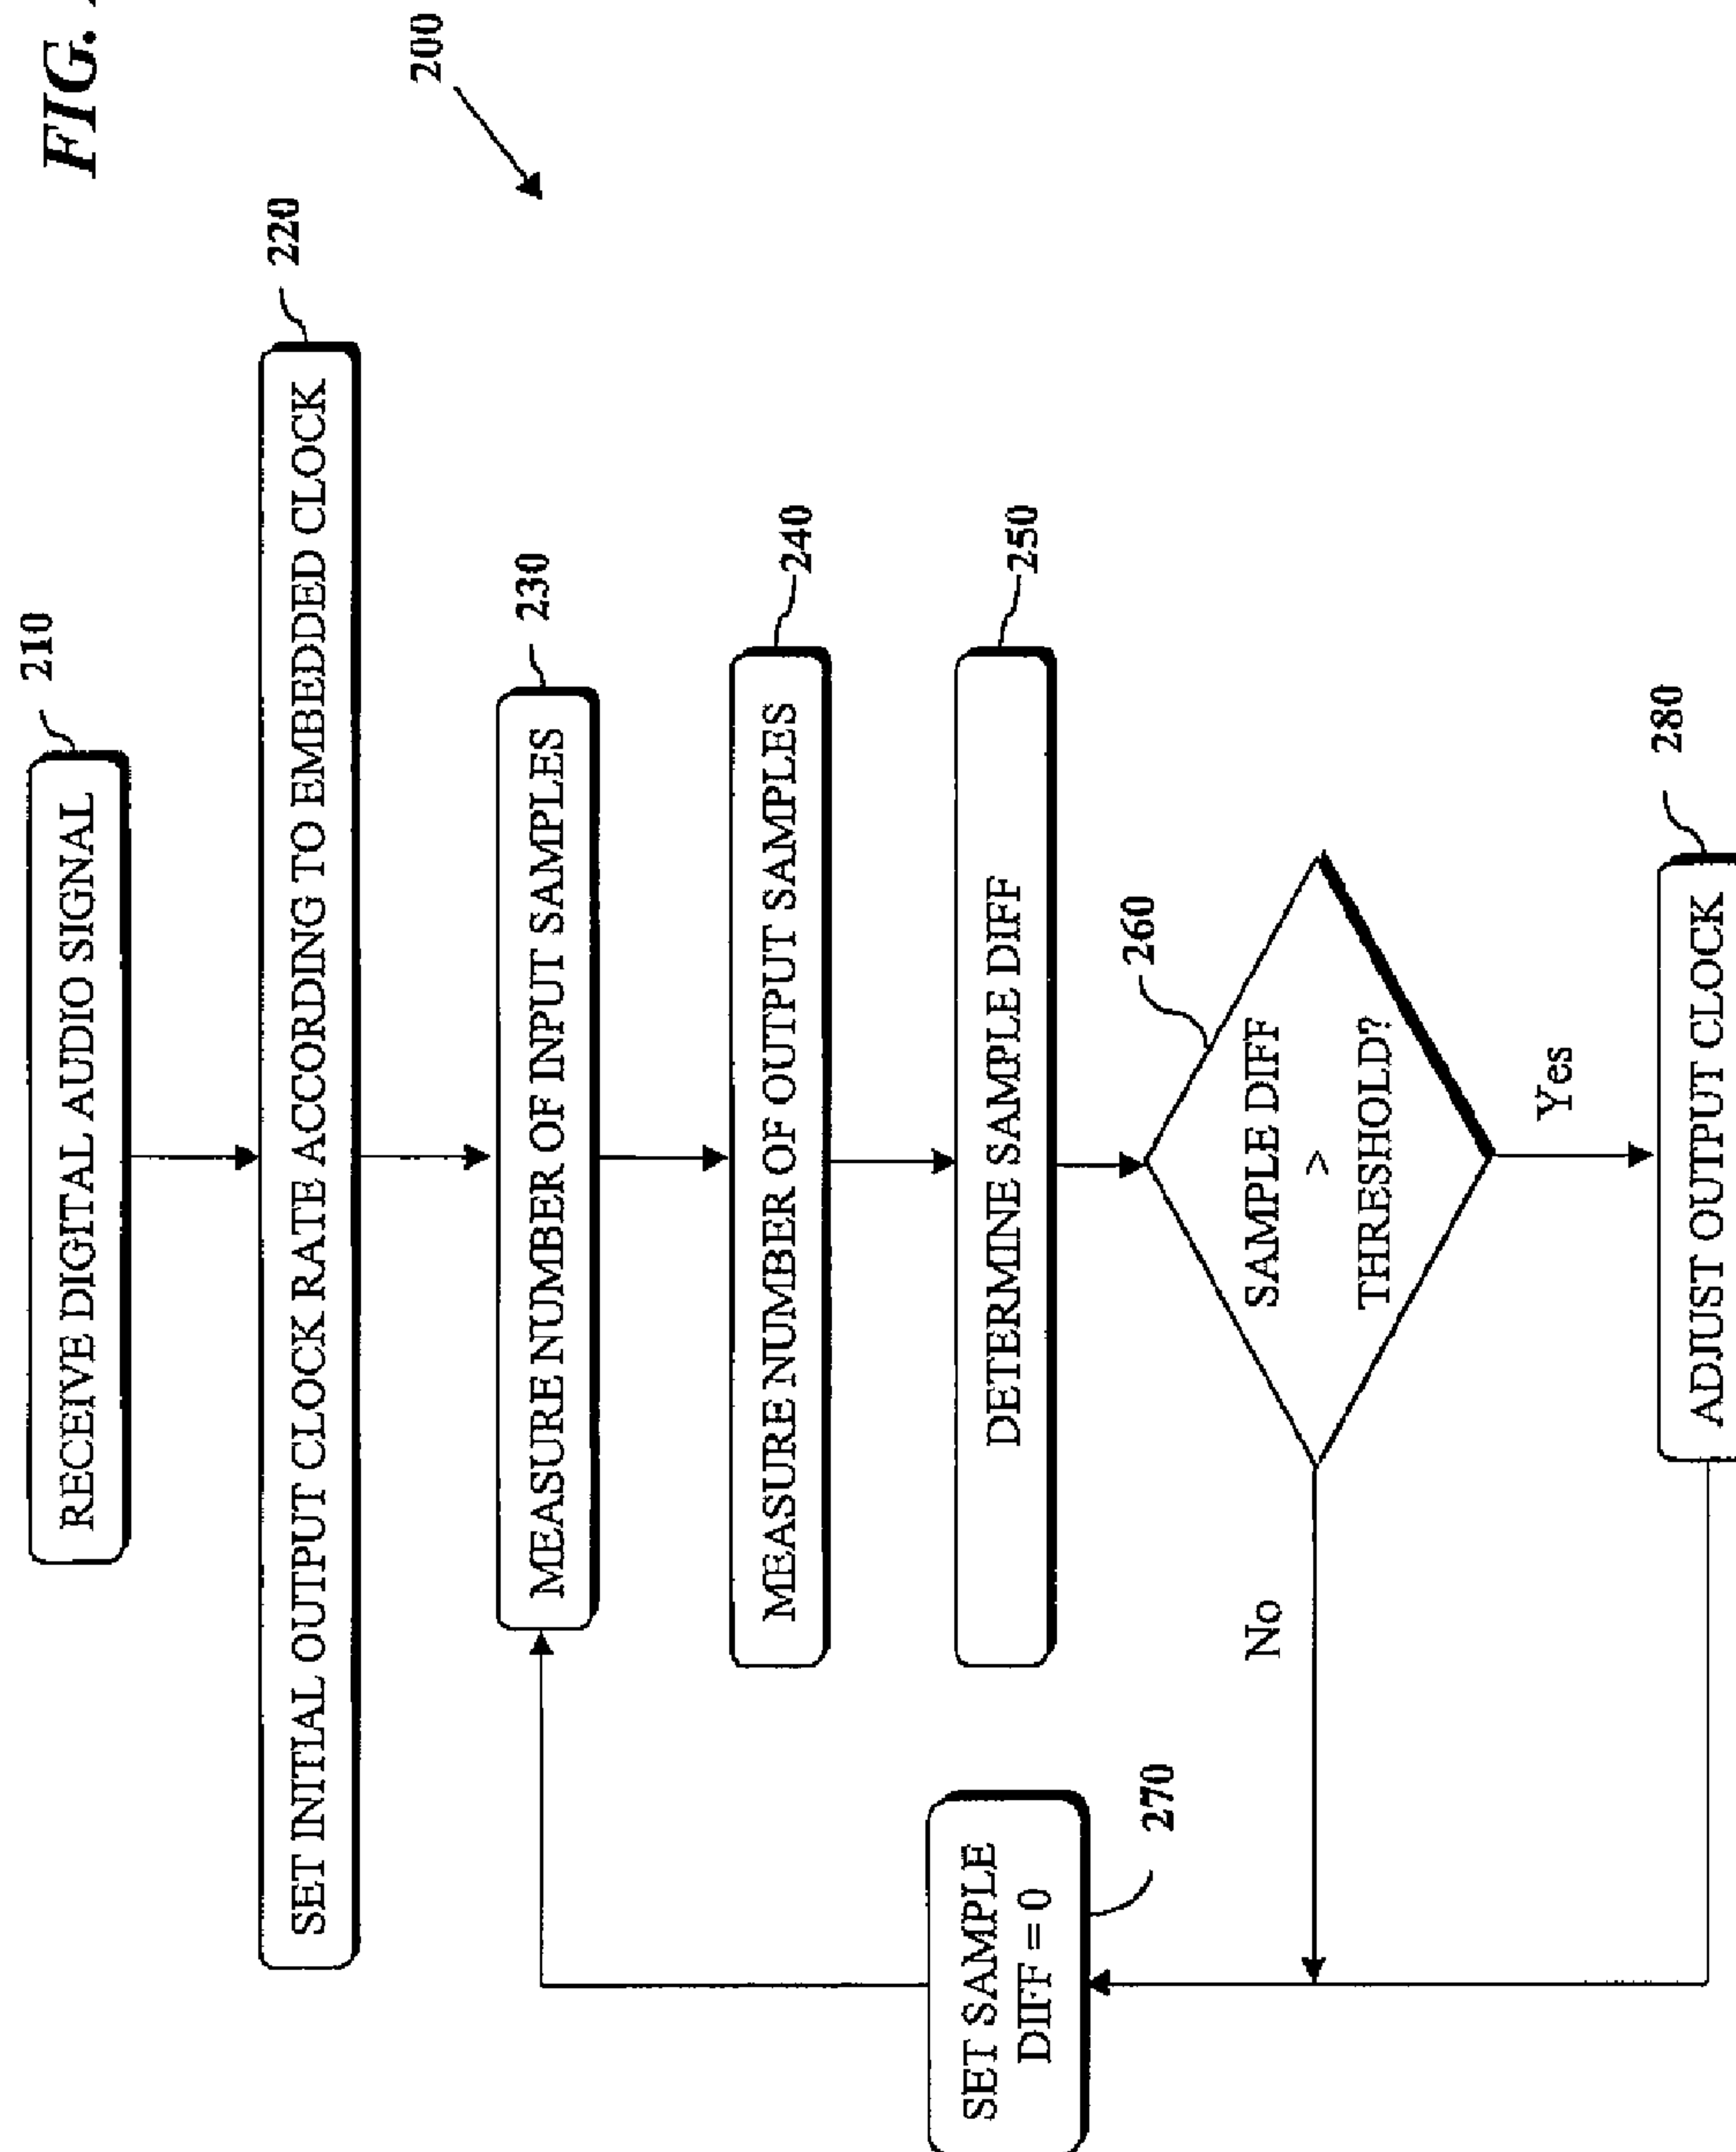 FIG.
200
210
RECEIVE DIGITAL AUDIO SIGNAL
220
SET INITIAL OUTPUT CLOCK RATE ACCORDING TO EMBEDDED CLOCK
230
MEASURE NUMBER OF INPUT SAMPLES
240
MEASURE NUMBER OF OUTPUT SAMPLES
250
DETERMINE SAMPLE DIFF
260
SAMPLE DIFF
>
THRESHOLD?
No
Yes
270
SET SAMPLE
DIFF = 0
280
ADJUST OUTPUT CLOCK